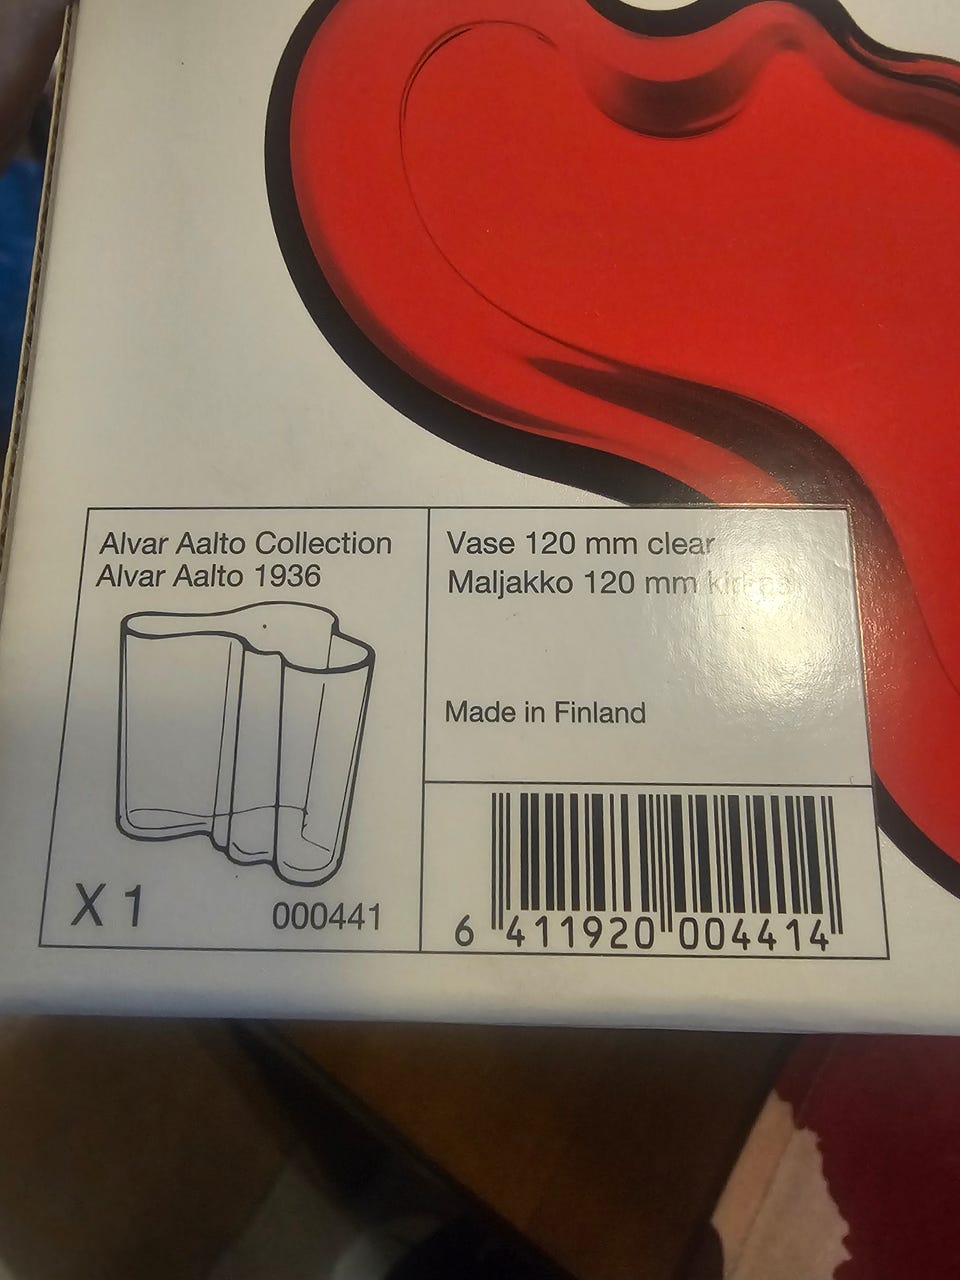 Alvar Aalto Collection
Alvar Aalto 1936
Vase 120 mm clear
Maljakko 120 mm kirkas
Made in Finland
X 1
000441
6 411920 004414